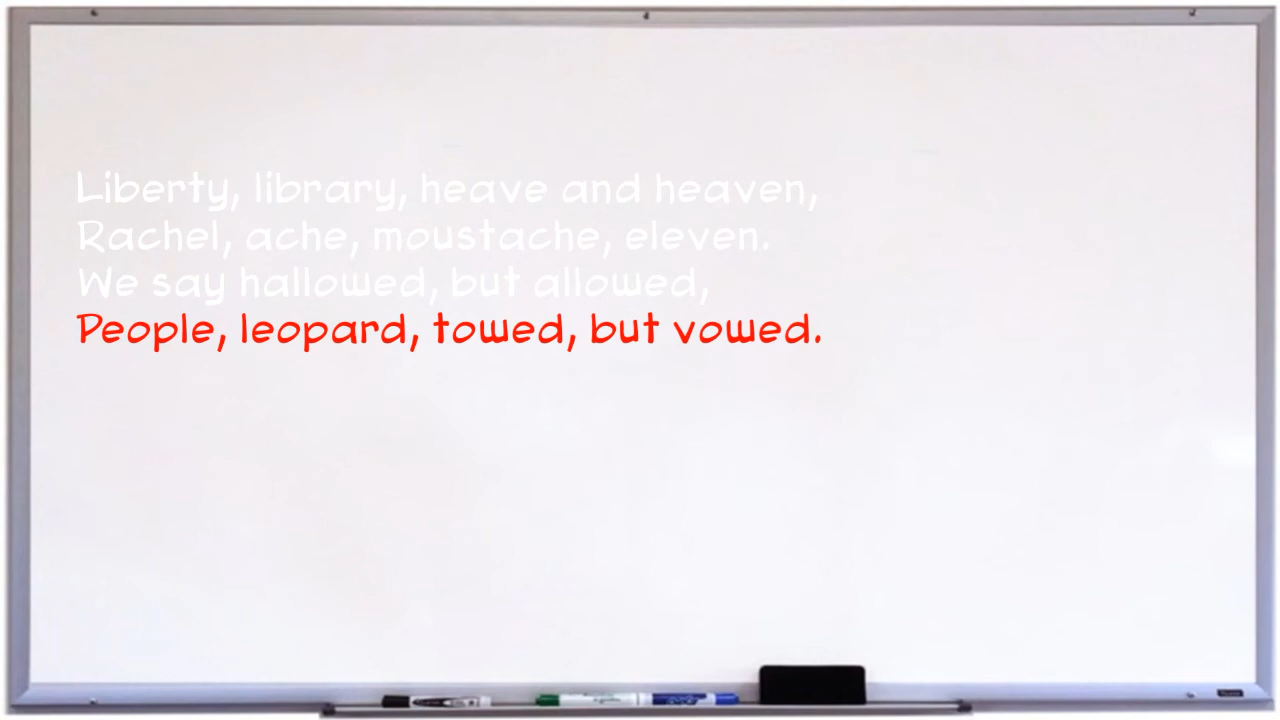 Liberty, library, heave and heaven,
Rachel, ache, moustache, eleven.
We say hallowed, but allowed,
People, leopard, towed, but vowed.